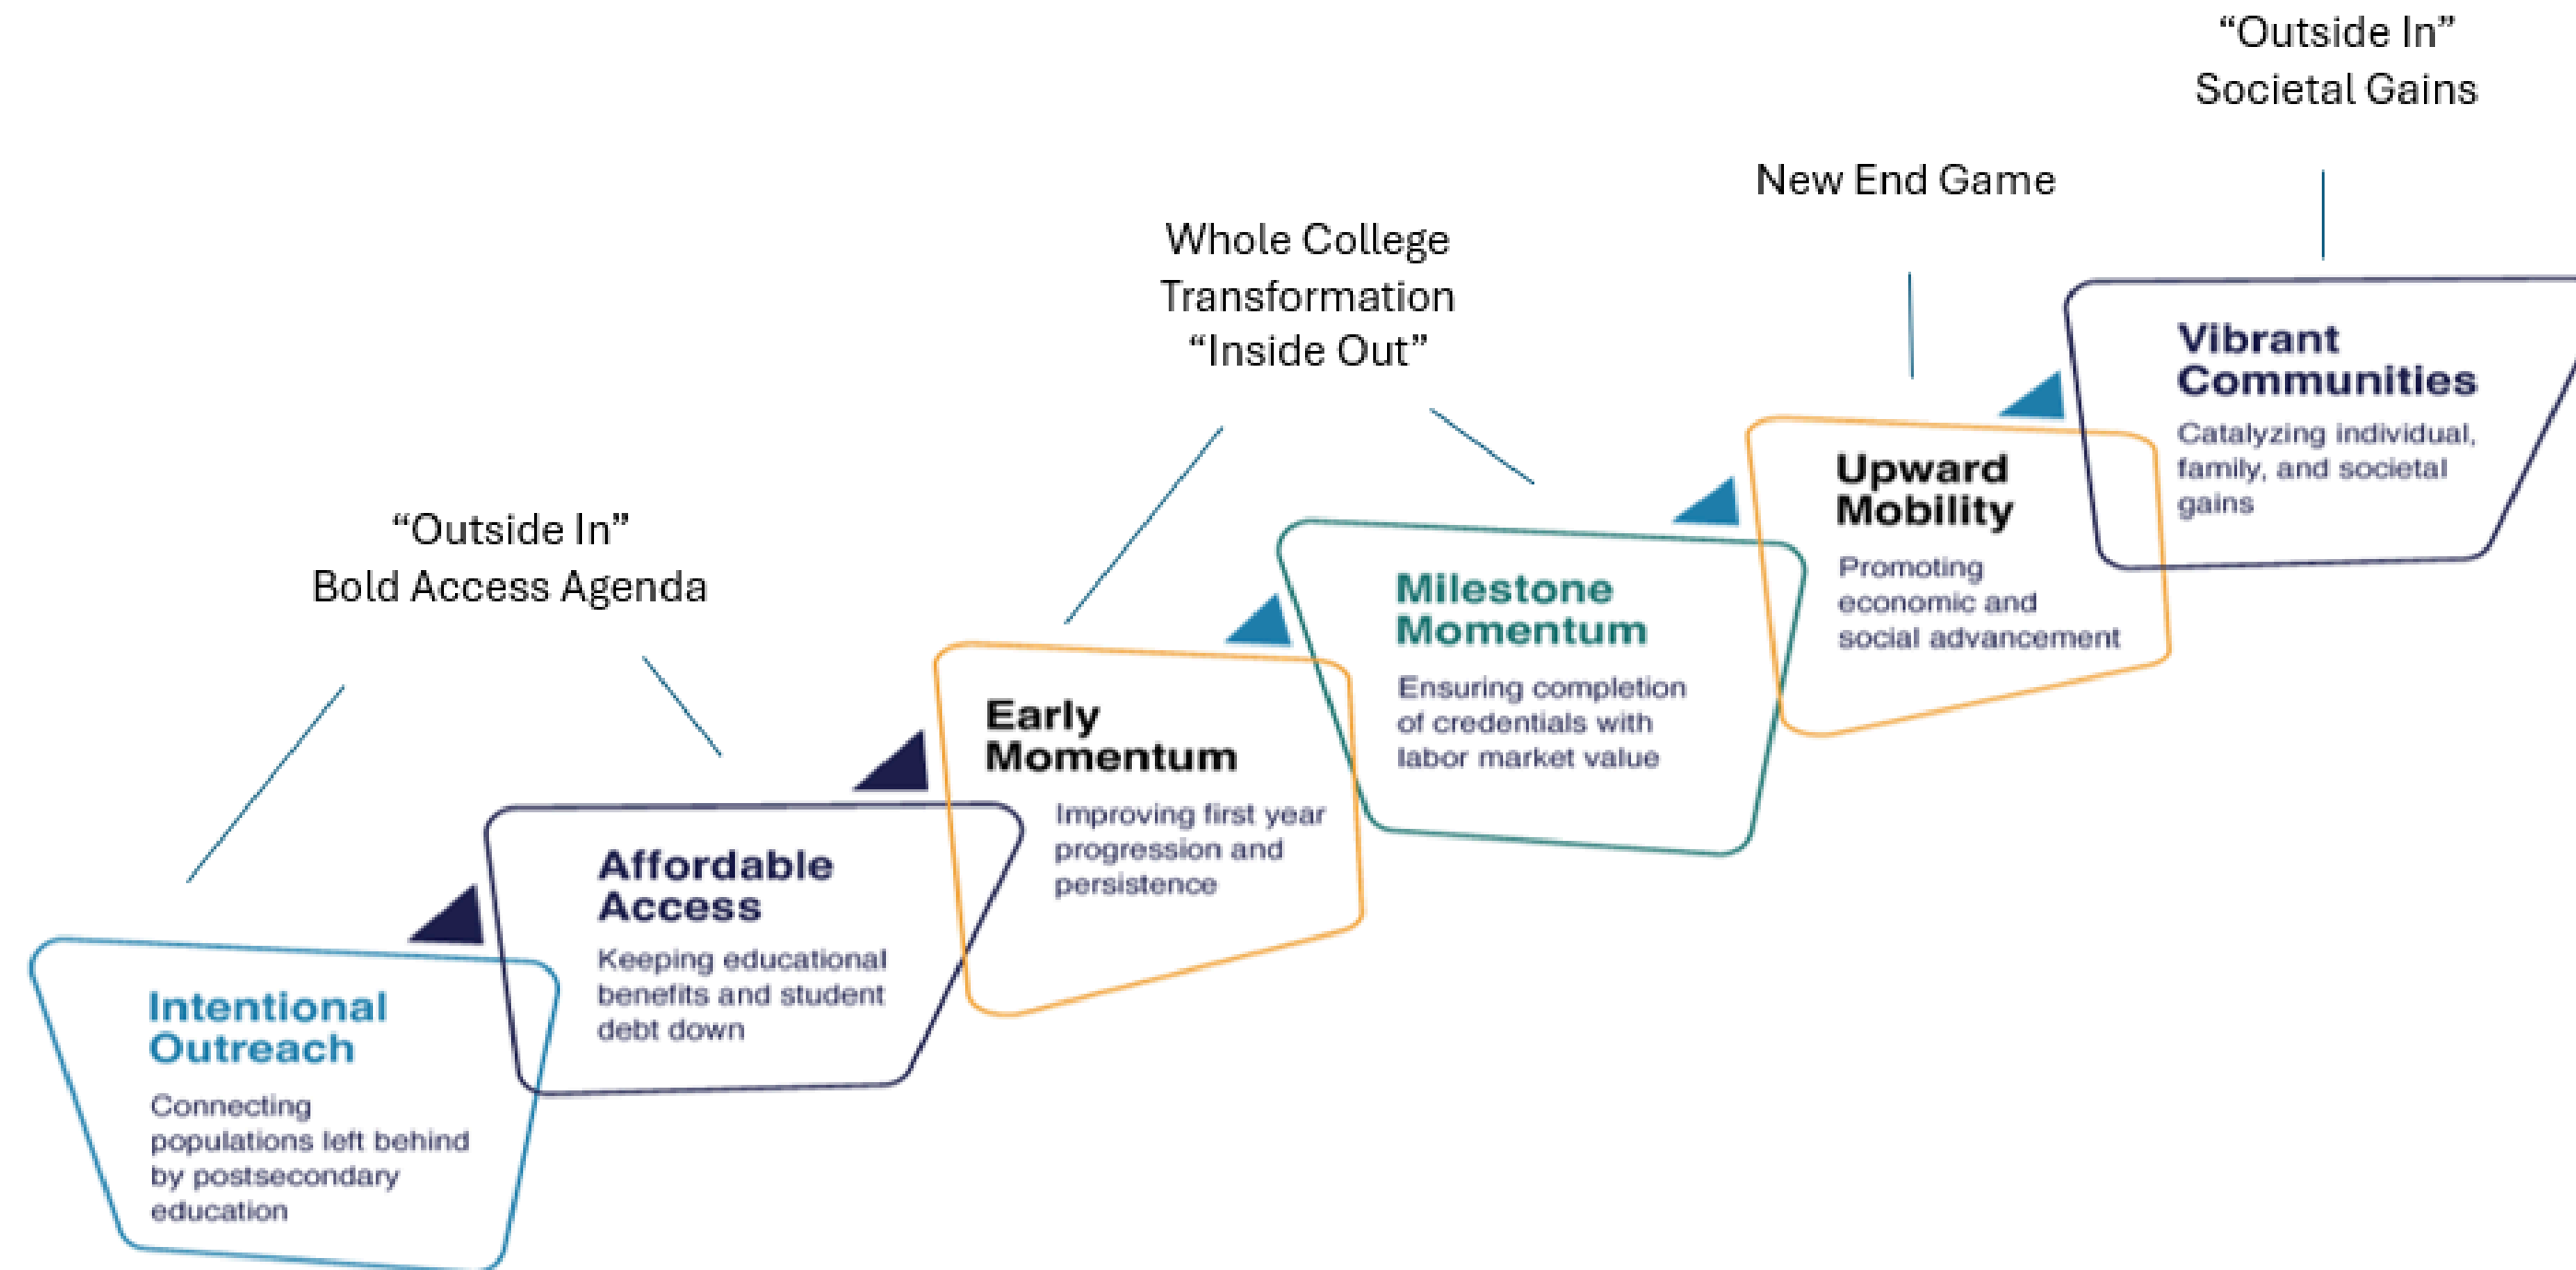 “Outside In”
Societal Gains
New End Game
Whole College
Transformation
“Inside Out”
“Outside In”
Bold Access Agenda
Intentional
Outreach
Connecting
populations left behind
by postsecondary
education
Affordable
Access
Keeping educational
benefits and student
debt down
Early
Momentum
Improving first year
progression and
persistence
Milestone
Momentum
Ensuring completion
of credentials with
labor market value
Upward
Mobility
Promoting
economic and
social advancement
Vibrant
Communities
Catalyzing individual,
family, and societal
gains